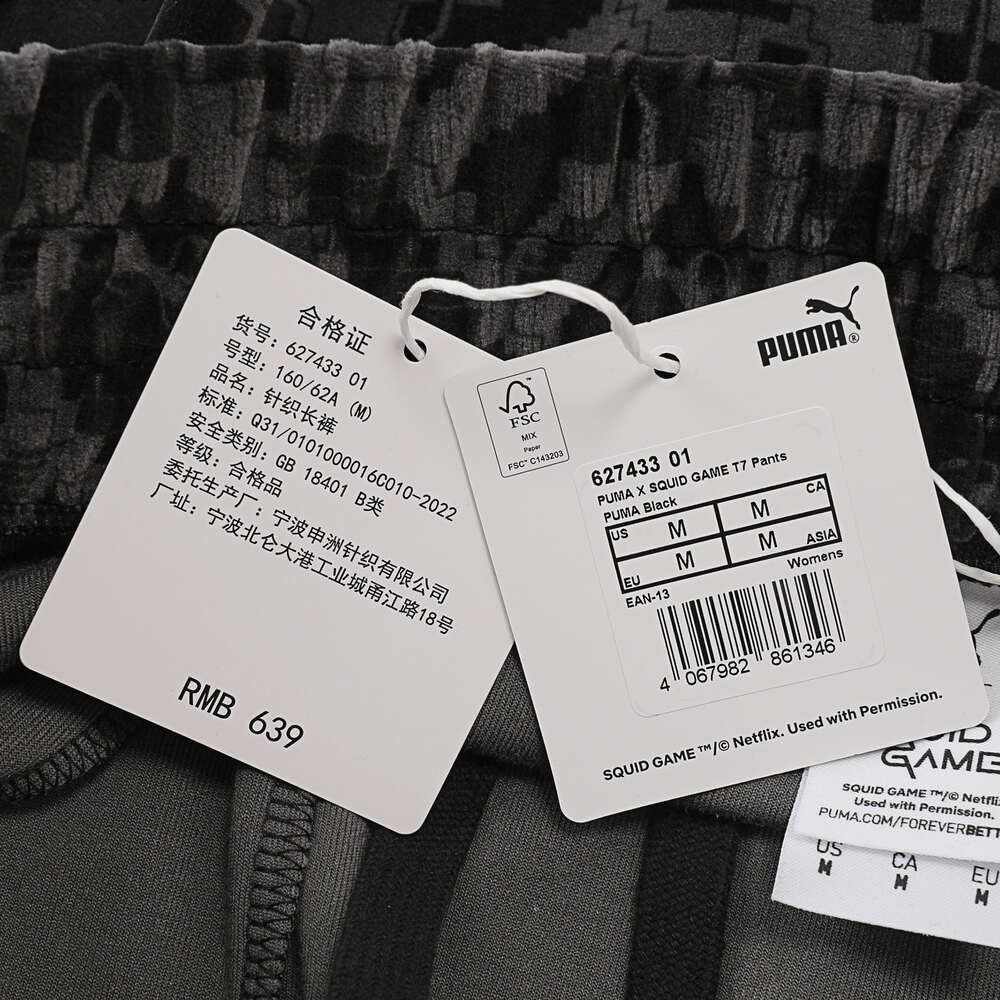 合格证
货号: 627433 01
号型: 160/62A (M)
品名: 针织长裤
标准: Q31/0101000016C010-2022
安全类别: GB 18401 B类
等级: 合格品
委托生产厂: 宁波申洲针织有限公司
厂址: 宁波北仑大港工业城甬江路18号
RMB 639
PUMA®
FSC
MIX
Paper
FSC™ C143203
627433 01
PUMA X SQUID GAME T7 Pants
PUMA Black
US M M CA
EU M M ASIA
Womens
EAN-13
4 067982 861346
SQUID GAME ™/© Netflix. Used with Permission.
GAME
SQUID GAME ™/© Netfli
Used with Permission.
PUMA.COM/FOREVERBETT
US CA EU
M M M